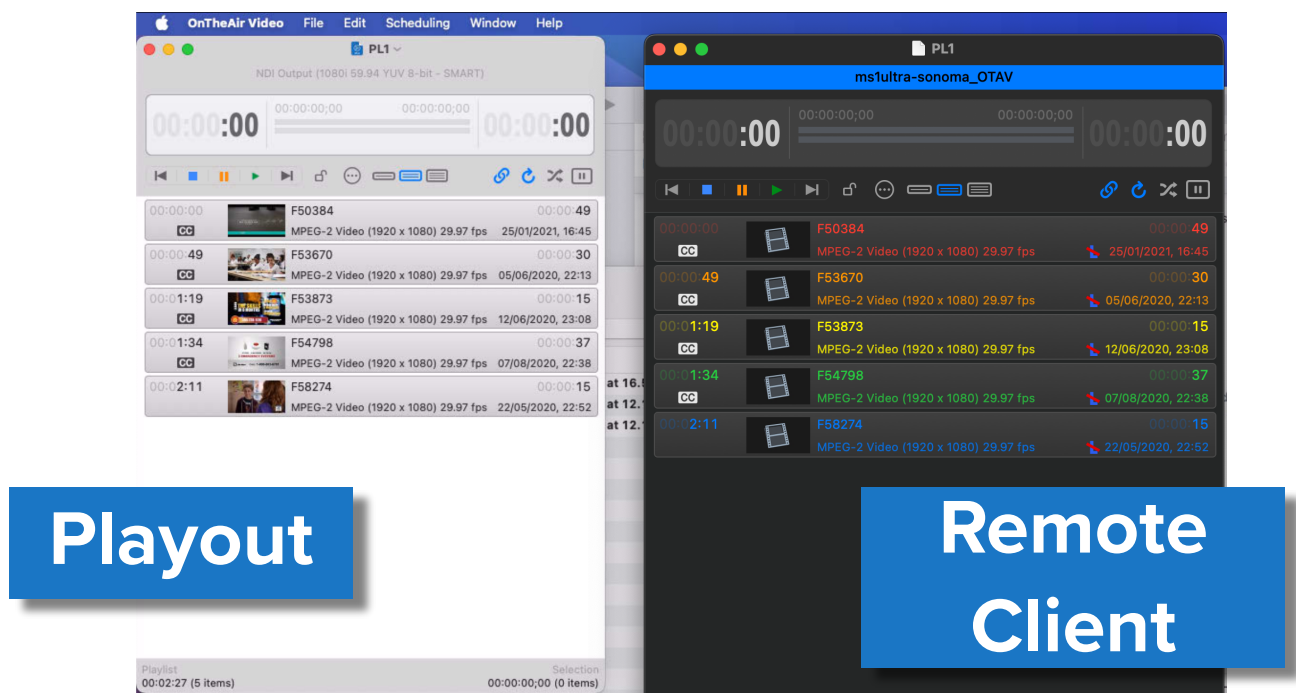 OnTheAir Video File Edit Scheduling Window Help
PL1
NDI Output (1080i 59.94 YUV 8-bit - SMART)
00:00:00 00:00:00;00 00:00:00;00 00:00:00
00:00:00 F50384 00:00:49
CC MPEG-2 Video (1920 x 1080) 29.97 fps 25/01/2021, 16:45
00:00:49 F53670 00:00:30
CC MPEG-2 Video (1920 x 1080) 29.97 fps 05/06/2020, 22:13
00:01:19 F53873 00:00:15
CC MPEG-2 Video (1920 x 1080) 29.97 fps 12/06/2020, 23:08
00:01:34 F54798 00:00:37
CC MPEG-2 Video (1920 x 1080) 29.97 fps 07/08/2020, 22:38
00:02:11 F58274 00:00:15
MPEG-2 Video (1920 x 1080) 29.97 fps 22/05/2020, 22:52
Playout
Playlist Selection
00:02:27 (5 items) 00:00:00;00 (0 items)
at 16.
at 12.
at 12.
PL1
ms1ultra-sonoma_OTAV
00:00:00 00:00:00;00 00:00:00;00 00:00:00
00:00:00 F50384 00:00:49
CC MPEG-2 Video (1920 x 1080) 29.97 fps 25/01/2021, 16:45
00:00:49 F53670 00:00:30
CC MPEG-2 Video (1920 x 1080) 29.97 fps 05/06/2020, 22:13
00:01:19 F53873 00:00:15
CC MPEG-2 Video (1920 x 1080) 29.97 fps 12/06/2020, 23:08
00:01:34 F54798 00:00:37
CC MPEG-2 Video (1920 x 1080) 29.97 fps 07/08/2020, 22:38
00:02:11 F58274 00:00:15
MPEG-2 Video (1920 x 1080) 29.97 fps 22/05/2020, 22:52
Remote
Client